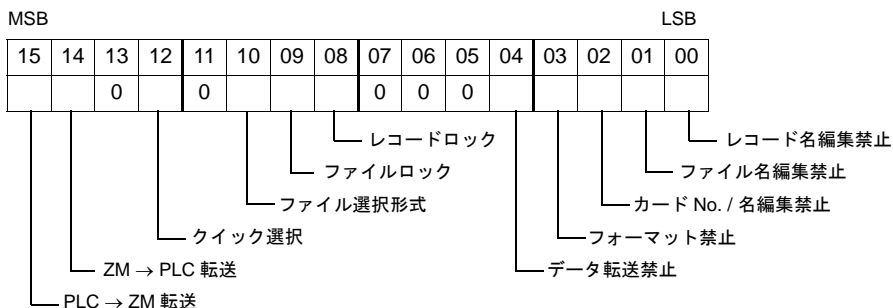 MSB LSB
15 14 13 12 11 10 09 08 07 06 05 04 03 02 01 00
0 0 0 0 0
レコードロック レコード名編集禁止
ファイルロック ファイル名編集禁止
ファイル選択形式 カード No. / 名編集禁止
クイック選択 フォーマット禁止
ZM → PLC 転送 データ転送禁止
PLC → ZM 転送